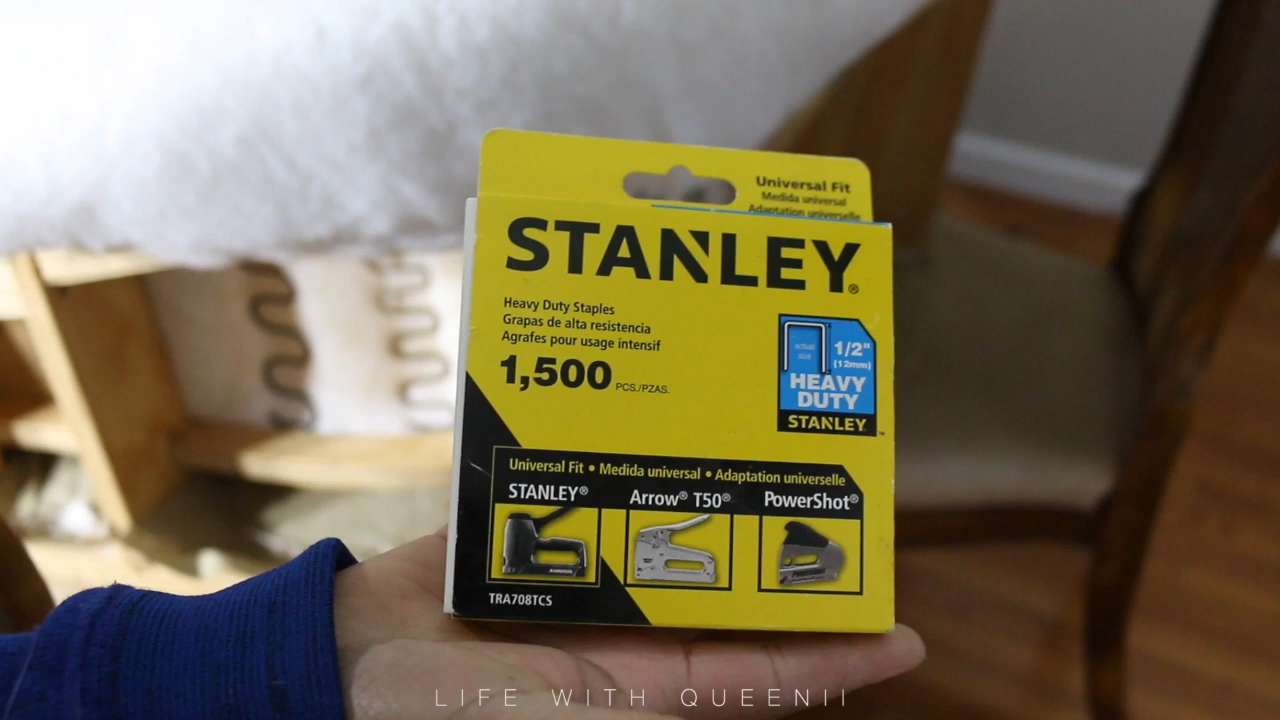 Universal Fit
Medida universal
Adaptation universelle
STANLEY®
Heavy Duty Staples
Grapas de alta resistencia
Agrafes pour usage intensif
1,500 PCS./PZAS.
actual
size
1/2"
(12mm)
HEAVY
DUTY
STANLEY™
Universal Fit • Medida universal • Adaptation universelle
STANLEY® Arrow® T50® PowerShot®
TRA708TCS
LIFE WITH QUEENII